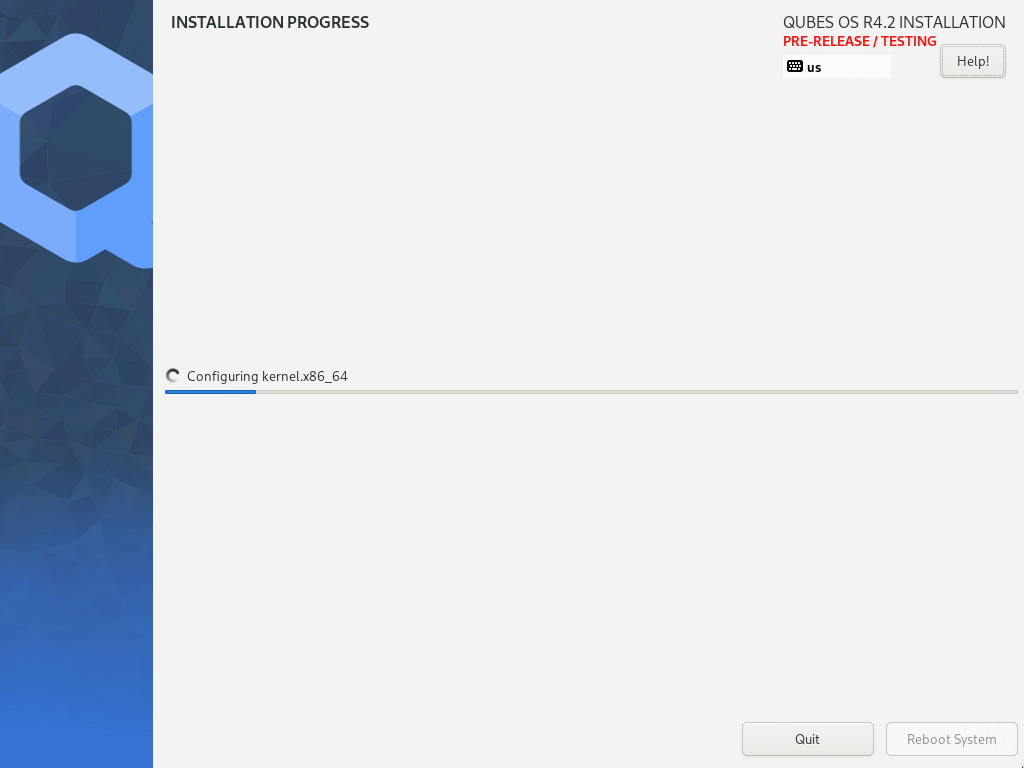 INSTALLATION PROGRESS
QUBES OS R4.2 INSTALLATION
PRE-RELEASE / TESTING
us
Help!
Configuring kernel.x86_64
Quit
Reboot System